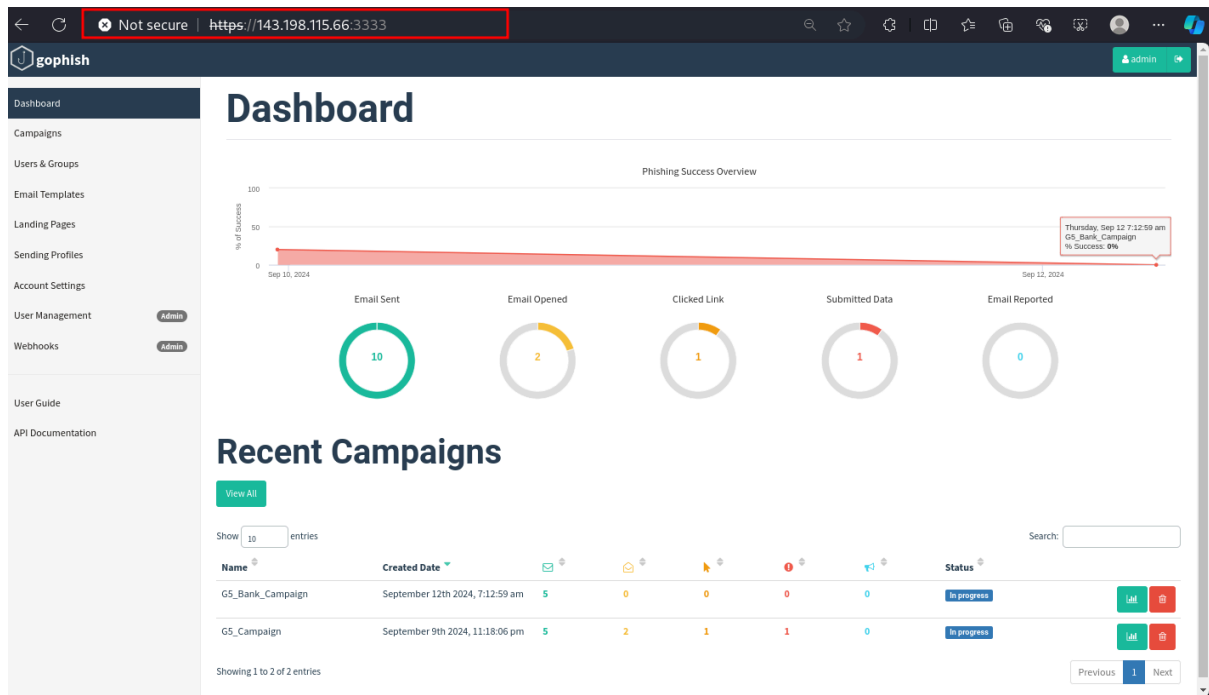 Not secure | https://143.198.115.66:3333
gophish
admin
Dashboard
Campaigns
Users & Groups
Email Templates
Landing Pages
Sending Profiles
Account Settings
User Management Admin
Webhooks Admin
User Guide
API Documentation
Dashboard
Phishing Success Overview
% of Success
100
50
0
Sep 10, 2024
Sep 12, 2024
Thursday, Sep 12 7:12:59 am
G5_Bank_Campaign
% Success: 0%
Email Sent
Email Opened
Clicked Link
Submitted Data
Email Reported
10
2
1
1
0
Recent Campaigns
View All
Show 10 entries
Search:
Name Created Date Status
G5_Bank_Campaign September 12th 2024, 7:12:59 am 5 0 0 0 0 In progress
G5_Campaign September 9th 2024, 11:18:06 pm 5 2 1 1 0 In progress
Showing 1 to 2 of 2 entries
Previous 1 Next